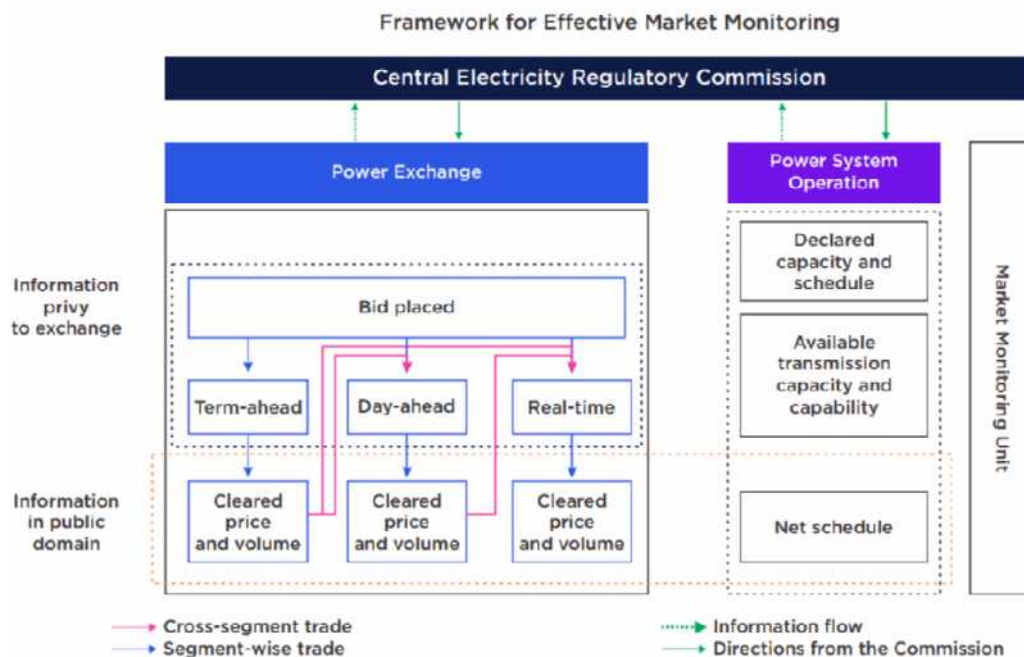 Framework for Effective Market Monitoring
Central Electricity Regulatory Commission
Power Exchange
Power System
Operation
Information
privy
to exchange
Bid placed
Term-ahead
Day-ahead
Real-time
Declared
capacity and
schedule
Available
transmission
capacity and
capability
Market Monitoring Unit
Information
in public
domain
Cleared
price
and volume
Cleared
price
and volume
Cleared
price
and volume
Net schedule
Cross-segment trade
Segment-wise trade
Information flow
Directions from the Commission